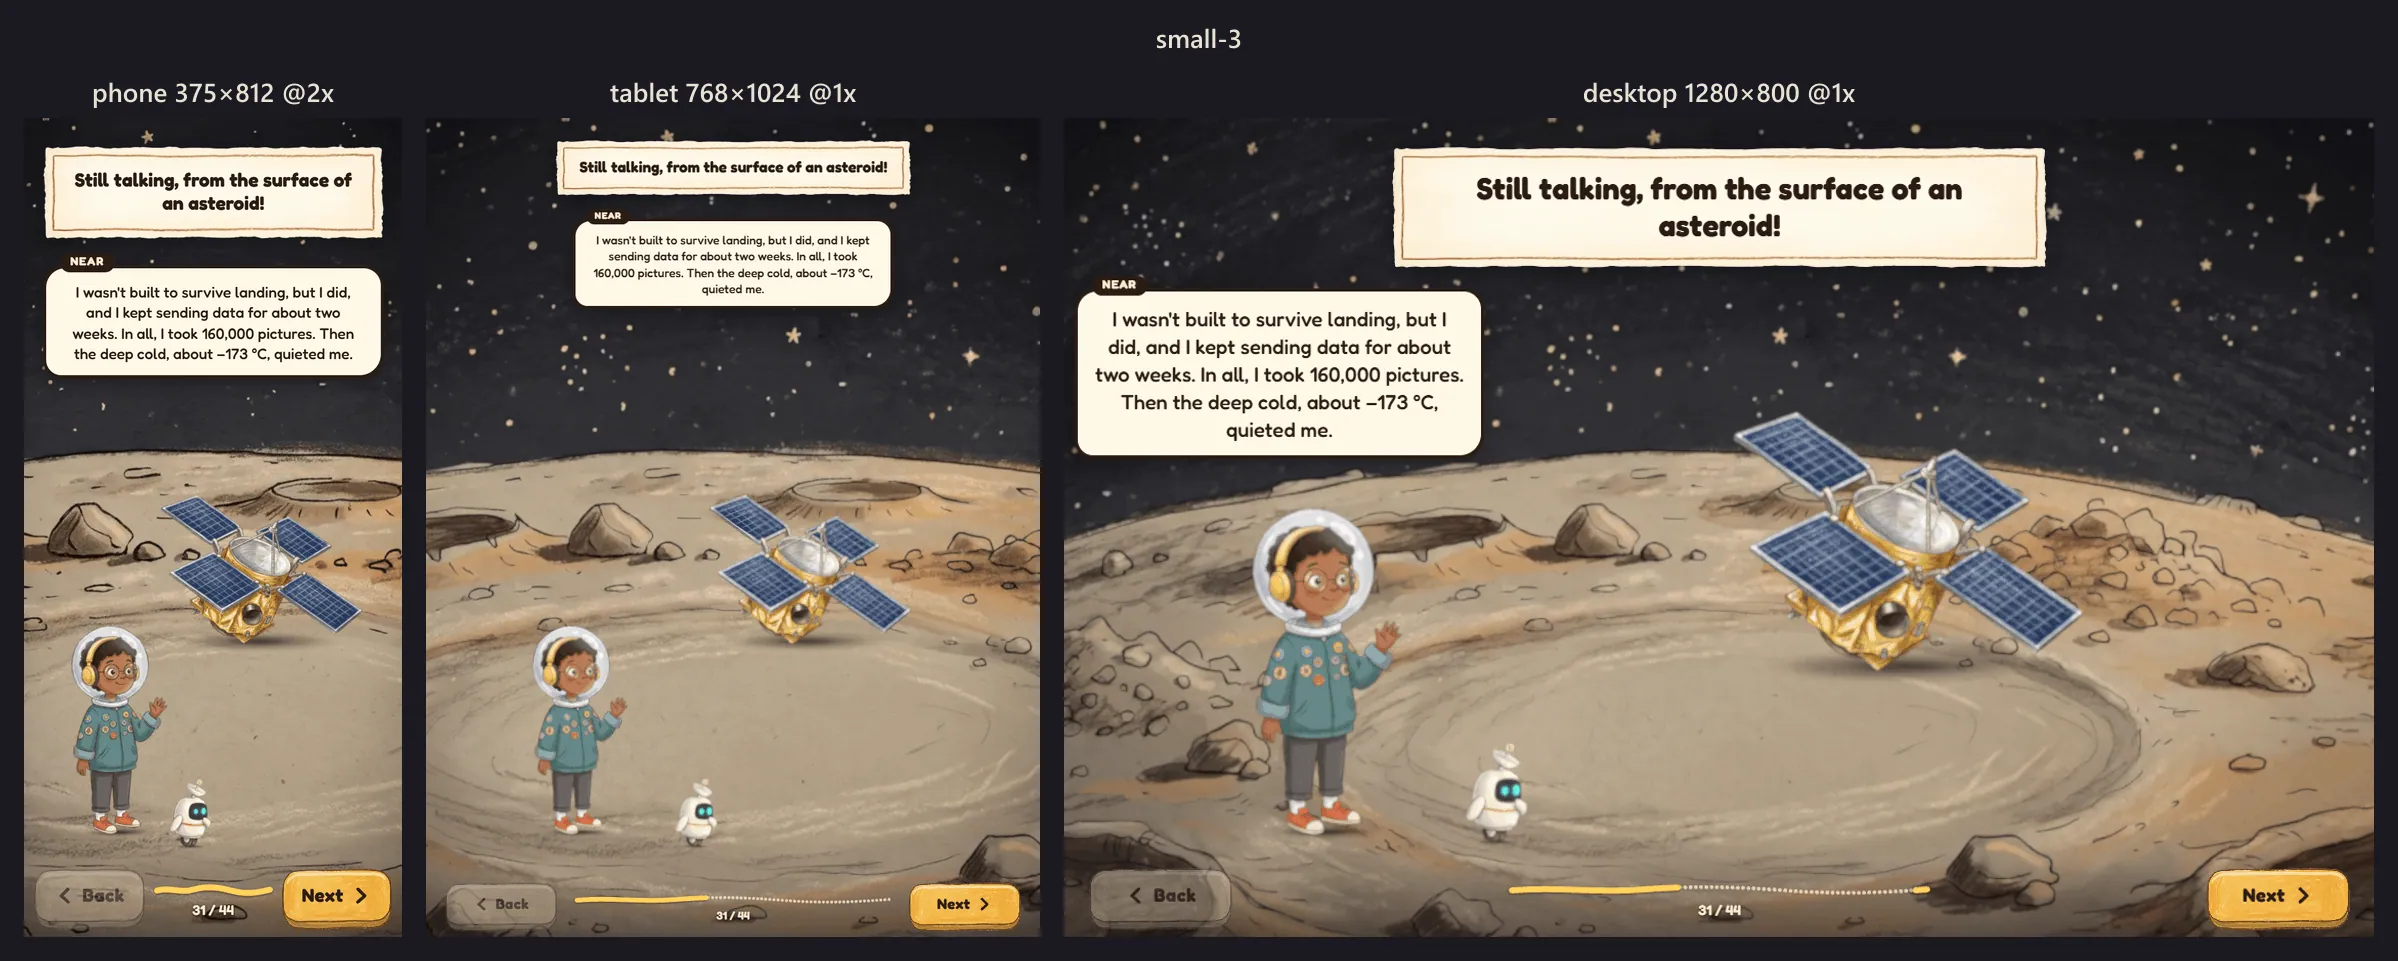 small-3
phone 375×812 @2x
Still talking, from the surface of
an asteroid!
NEAR
I wasn't built to survive landing, but I did,
and I kept sending data for about two
weeks. In all, I took 160,000 pictures. Then
the deep cold, about −173 °C, quieted me.
Back
31 / 44
Next
tablet 768×1024 @1x
Still talking, from the surface of an asteroid!
NEAR
I wasn't built to survive landing, but I did, and I kept
sending data for about two weeks. In all, I took
160,000 pictures. Then the deep cold, about −173 °C,
quieted me.
Back
31 / 44
Next
desktop 1280×800 @1x
Still talking, from the surface of an
asteroid!
NEAR
I wasn't built to survive landing, but I
did, and I kept sending data for about
two weeks. In all, I took 160,000 pictures.
Then the deep cold, about −173 °C,
quieted me.
Back
31 / 44
Next